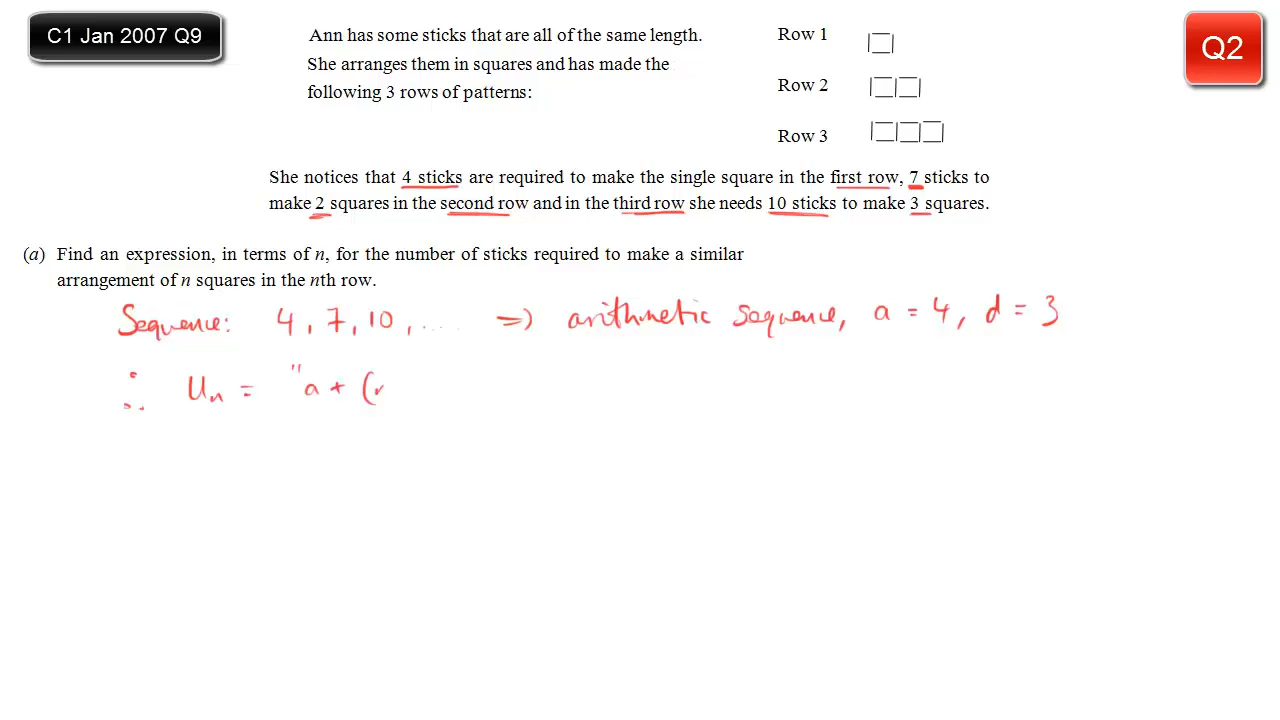 C1 Jan 2007 Q9
Q2
Ann has some sticks that are all of the same length.
She arranges them in squares and has made the
following 3 rows of patterns:
Row 1
Row 2
Row 3
She notices that 4 sticks are required to make the single square in the first row, 7 sticks to
make 2 squares in the second row and in the third row she needs 10 sticks to make 3 squares.
(a) Find an expression, in terms of n, for the number of sticks required to make a similar
arrangement of n squares in the nth row.
Sequence: 4, 7, 10, .... ⇒ arithmetic sequence, a = 4, d = 3
∴ Un = "a + (